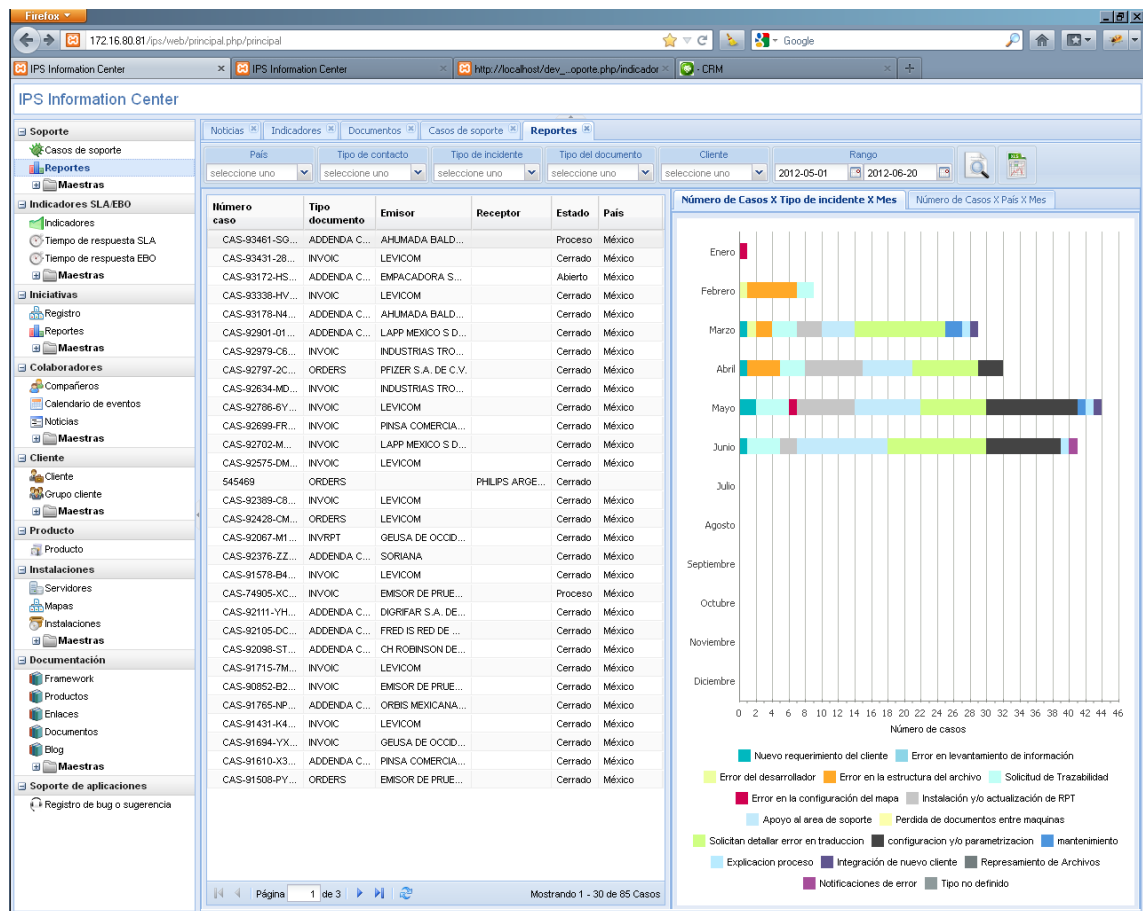 Firefox
172.16.80.81/ips/web/principal.php/principal
Google
IPS Information Center
IPS Information Center
http://localhost/dev_...oporte.php/indicador
- CRM
IPS Information Center
Soporte
Casos de soporte
Reportes
Maestras
Indicadores SLA/EBO
Indicadores
Tiempo de respuesta SLA
Tiempo de respuesta EBO
Maestras
Iniciativas
Registro
Reportes
Maestras
Colaboradores
Compañeros
Calendario de eventos
Noticias
Maestras
Cliente
Cliente
Grupo cliente
Maestras
Producto
Producto
Instalaciones
Servidores
Mapas
Instalaciones
Maestras
Documentación
Framework
Productos
Enlaces
Documentos
Blog
Maestras
Soporte de aplicaciones
Registro de bug o sugerencia
Noticias Indicadores Documentos Casos de soporte Reportes
País Tipo de contacto Tipo de incidente Tipo del documento Cliente Rango
seleccione uno seleccione uno seleccione uno seleccione uno seleccione uno 2012-05-01 2012-06-20
Número caso Tipo documento Emisor Receptor Estado País
CAS-93461-SG... ADDENDA C... AHUMADA BALD... Proceso México
CAS-93431-28... INVOIC LEVICOM Cerrado México
CAS-93172-HS... ADDENDA C... EMPACADORA S... Abierto México
CAS-93338-HV... INVOIC LEVICOM Cerrado México
CAS-93178-N4... ADDENDA C... AHUMADA BALD... Cerrado México
CAS-92901-01... ADDENDA C... LAPP MEXICO S D... Cerrado México
CAS-92979-C6... INVOIC INDUSTRIAS TRO... Cerrado México
CAS-92797-2C... ORDERS PFIZER S.A. DE C.V. Cerrado México
CAS-92634-MD... INVOIC INDUSTRIAS TRO... Cerrado México
CAS-92786-6Y... INVOIC LEVICOM Cerrado México
CAS-92699-FR... INVOIC PINSA COMERCIA... Cerrado México
CAS-92702-M... INVOIC LAPP MEXICO S D... Cerrado México
CAS-92575-DM... INVOIC LEVICOM Cerrado México
545469 ORDERS PHILIPS ARGE... Cerrado
CAS-92389-C8... INVOIC LEVICOM Cerrado México
CAS-92428-CM... ORDERS LEVICOM Cerrado México
CAS-92067-M1... INVRPT GEUSA DE OCCID... Cerrado México
CAS-92376-ZZ... ADDENDA C... SORIANA Cerrado México
CAS-91578-B4... INVOIC LEVICOM Cerrado México
CAS-74905-XC... INVOIC EMISOR DE PRUE... Proceso México
CAS-92111-YH... ADDENDA C... DIGRIFAR S.A. DE... Cerrado México
CAS-92105-DC... ADDENDA C... FRED IS RED DE ... Cerrado México
CAS-92098-ST... ADDENDA C... CH ROBINSON DE... Cerrado México
CAS-91715-7M... INVOIC LEVICOM Cerrado México
CAS-90852-B2... INVOIC EMISOR DE PRUE... Cerrado México
CAS-91765-NP... ADDENDA C... ORBIS MEXICANA... Cerrado México
CAS-91431-K4... INVOIC LEVICOM Cerrado México
CAS-91694-YX... INVOIC GEUSA DE OCCID... Cerrado México
CAS-91610-X3... ADDENDA C... PINSA COMERCIA... Cerrado México
CAS-91508-PY... ORDERS EMISOR DE PRUE... Cerrado México
Página 1 de 3 Mostrando 1 - 30 de 85 Casos
Número de Casos X Tipo de incidente X Mes Número de Casos X País X Mes
Enero
Febrero
Marzo
Abril
Mayo
Junio
Julio
Agosto
Septiembre
Octubre
Noviembre
Diciembre
0 2 4 6 8 10 12 14 16 18 20 22 24 26 28 30 32 34 36 38 40 42 44 46
Número de casos
Nuevo requerimiento del cliente Error en levantamiento de información
Error del desarrollador Error en la estructura del archivo Solicitud de Trazabilidad
Error en la configuración del mapa Instalación y/o actualización de RPT
Apoyo al area de soporte Perdida de documentos entre maquinas
Solicitan detallar error en traduccion configuracion y/o parametrizacion mantenimiento
Explicacion proceso Integración de nuevo cliente Represamiento de Archivos
Notificaciones de error Tipo no definido